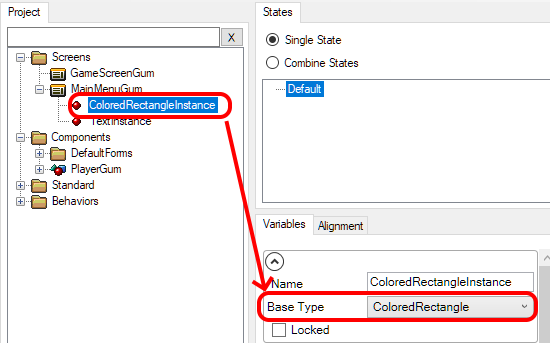 Project
X
Screens
GameScreenGum
MainMenuGum
ColoredRectangleInstance
TextInstance
Components
DefaultForms
PlayerGum
Standard
Behaviors
States
Single State
Combine States
Default
Variables
Alignment
Name
ColoredRectangleInstance
Base Type
ColoredRectangle
Locked